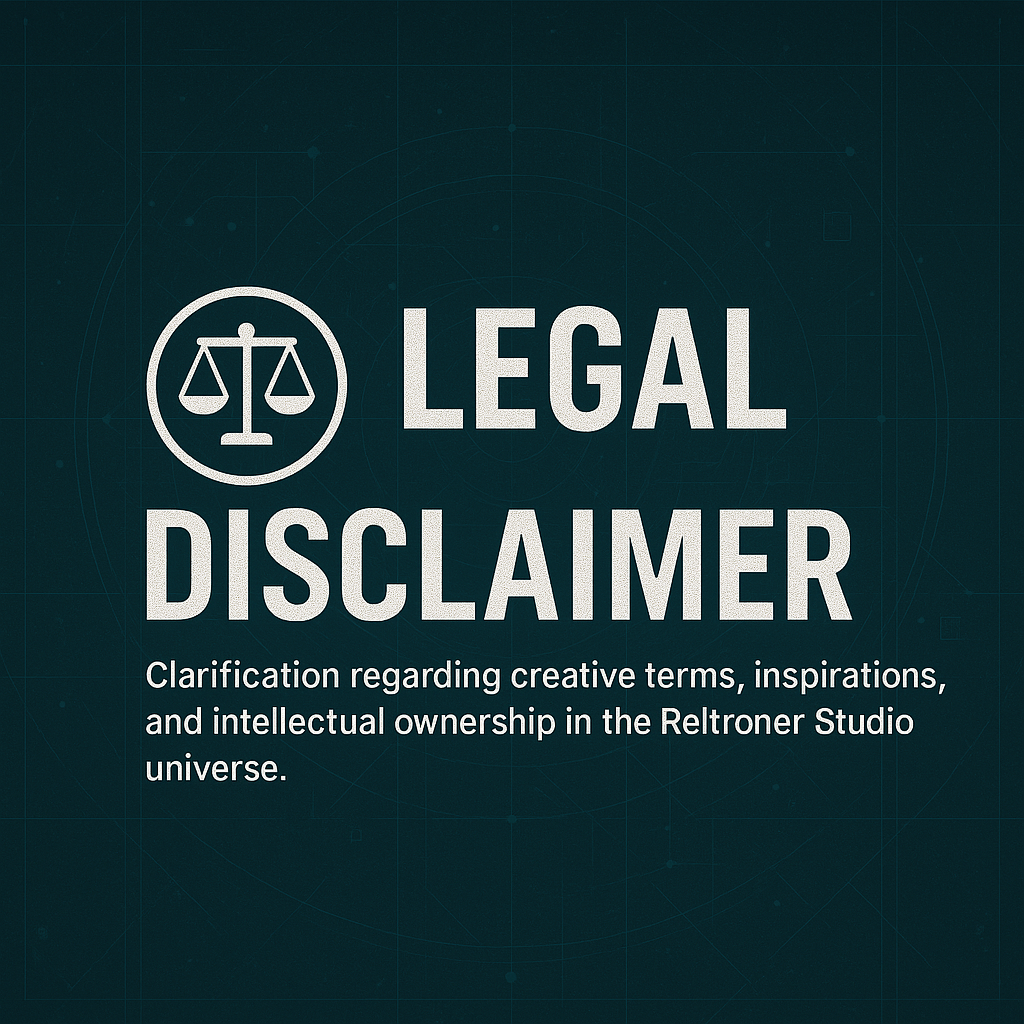 LEGAL
DISCLAIMER
Clarification regarding creative terms, inspirations,
and intellectual ownership in the Reltroner Studio
universe.